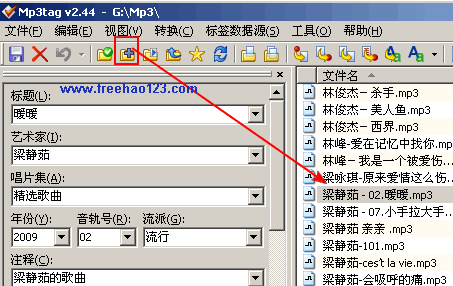 Mp3tag v2.44 - G:\Mp3\
文件(F) 编辑(E) 视图(V) 转换(C) 标签数据源(S) 工具(O) 帮助(H)
www.freehao123.com
标题(L):
暖暖
艺术家(I):
梁静茹
唱片集(A):
精选歌曲
年份(Y): 音轨号(R): 流派(G):
2009 02 流行
注释(C):
梁静茹的歌曲
文件名
林俊杰－ 杀手.mp3
林俊杰－ 美人鱼.mp3
林俊杰－ 西界.mp3
林峰-爱在记忆中找你.mp3
林峰－ 我是一个被爱伤...
梁咏琪-原来爱情这么伤...
梁静茹 - 02.暖暖.mp3
梁静茹 - 07.小手拉大手...
梁静茹 亲亲 .mp3
梁静茹-101.mp3
梁静茹-ces't la vie.mp3
梁静茹-会呼吸的痛.mp3